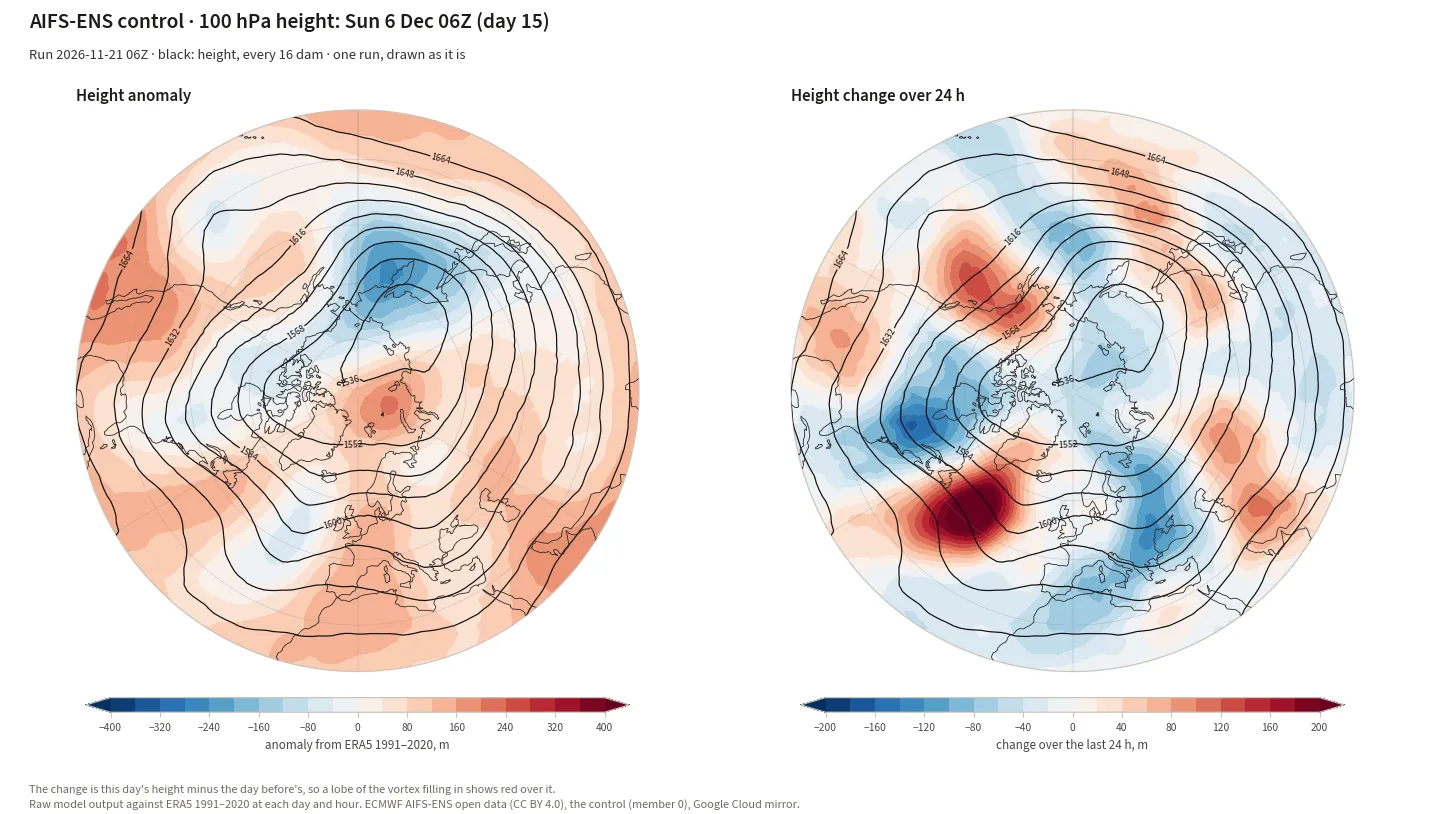 AIFS-ENS control · 100 hPa height: Sun 6 Dec 06Z (day 15)
Run 2026-11-21 06Z · black: height, every 16 dam · one run, drawn as it is
Height anomaly
Height change over 24 h
1664
1648
1616
1664
1632
1568
1536
1552
1584
1600
1664
1648
1616
1664
1632
1568
1536
1552
1584
1600
−400 −320 −240 −160 −80 0 80 160 240 320 400
anomaly from ERA5 1991–2020, m
−200 −160 −120 −80 −40 0 40 80 120 160 200
change over the last 24 h, m
The change is this day's height minus the day before's, so a lobe of the vortex filling in shows red over it.
Raw model output against ERA5 1991–2020 at each day and hour. ECMWF AIFS-ENS open data (CC BY 4.0), the control (member 0), Google Cloud mirror.